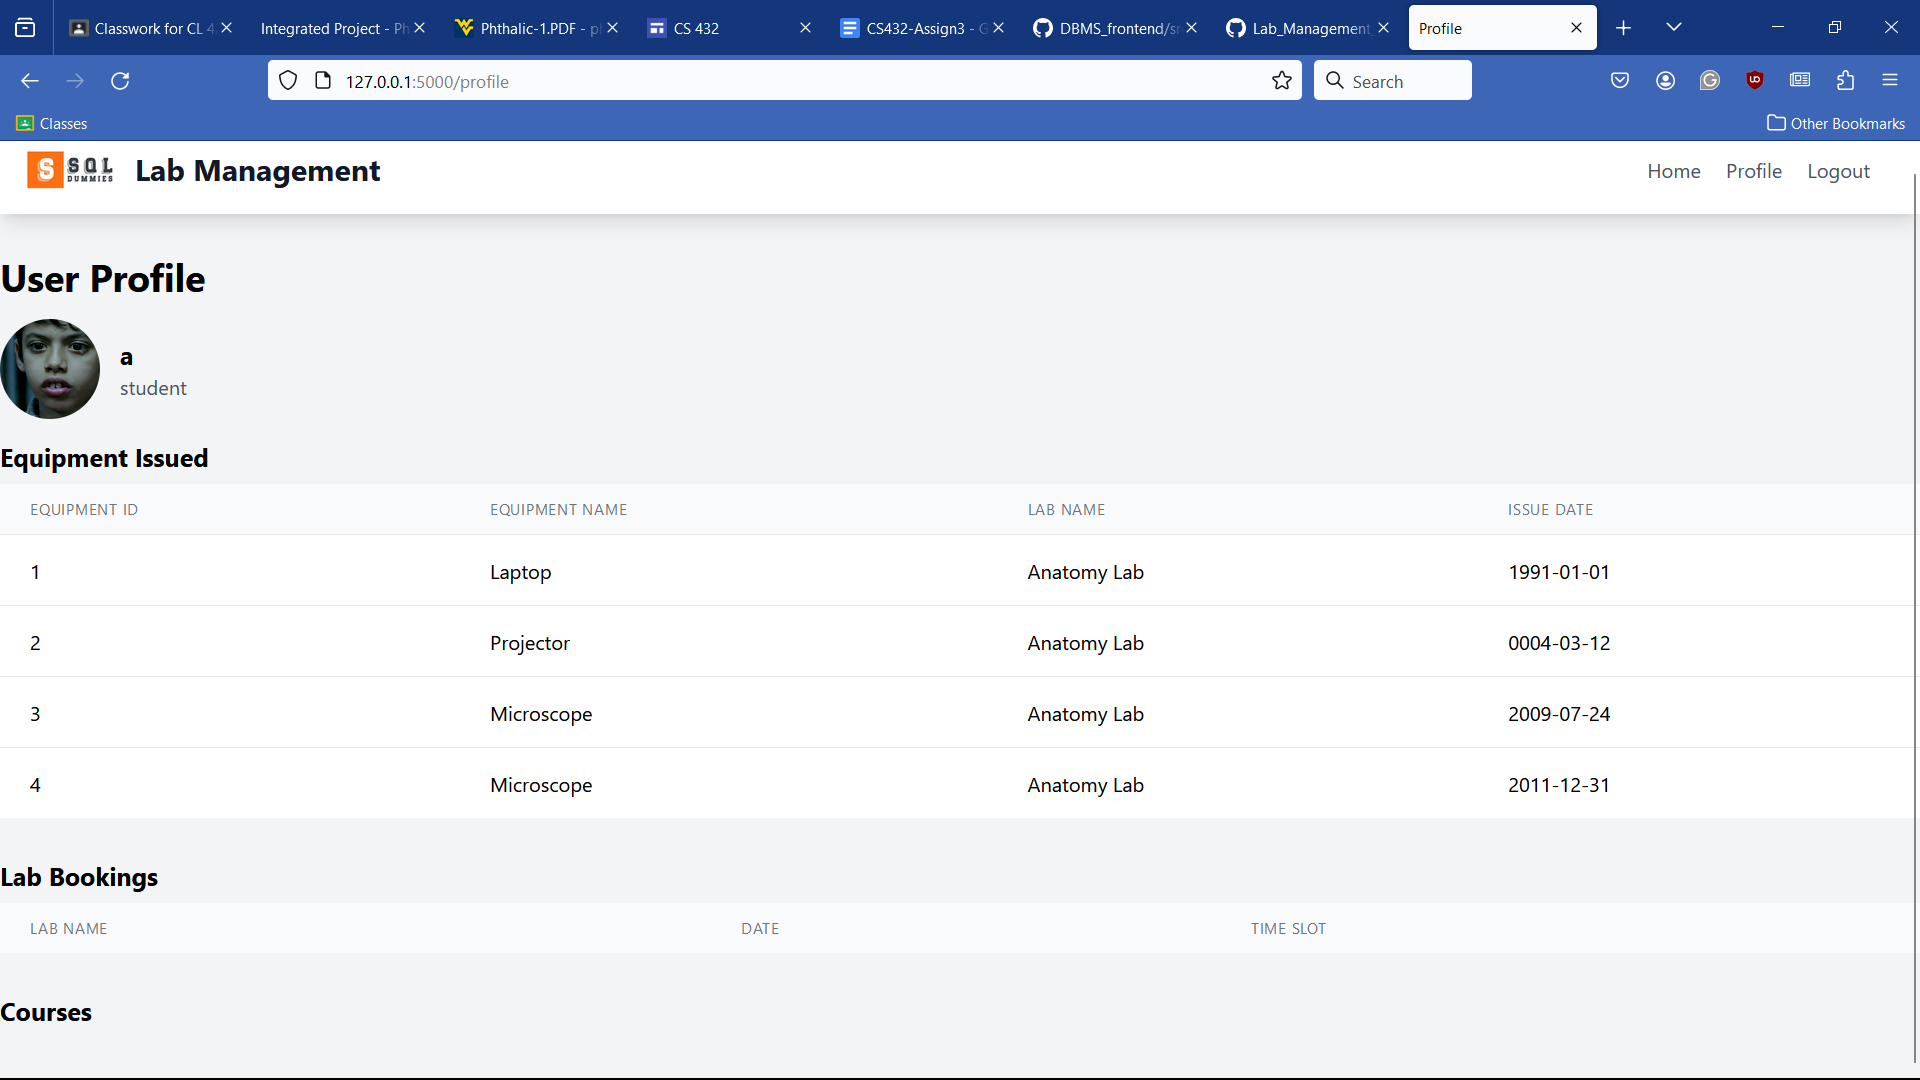 Classwork for CL 4
Integrated Project - Ph
Phthalic-1.PDF - p
CS 432
CS432-Assign3 - G
DBMS_frontend/sr
Lab_Management_
Profile
127.0.0.1:5000/profile
Search
Classes
Other Bookmarks
S SQL DUMMIES
Lab Management
Home Profile Logout
User Profile
a
student
Equipment Issued
EQUIPMENT ID EQUIPMENT NAME LAB NAME ISSUE DATE
1 Laptop Anatomy Lab 1991-01-01
2 Projector Anatomy Lab 0004-03-12
3 Microscope Anatomy Lab 2009-07-24
4 Microscope Anatomy Lab 2011-12-31
Lab Bookings
LAB NAME DATE TIME SLOT
Courses